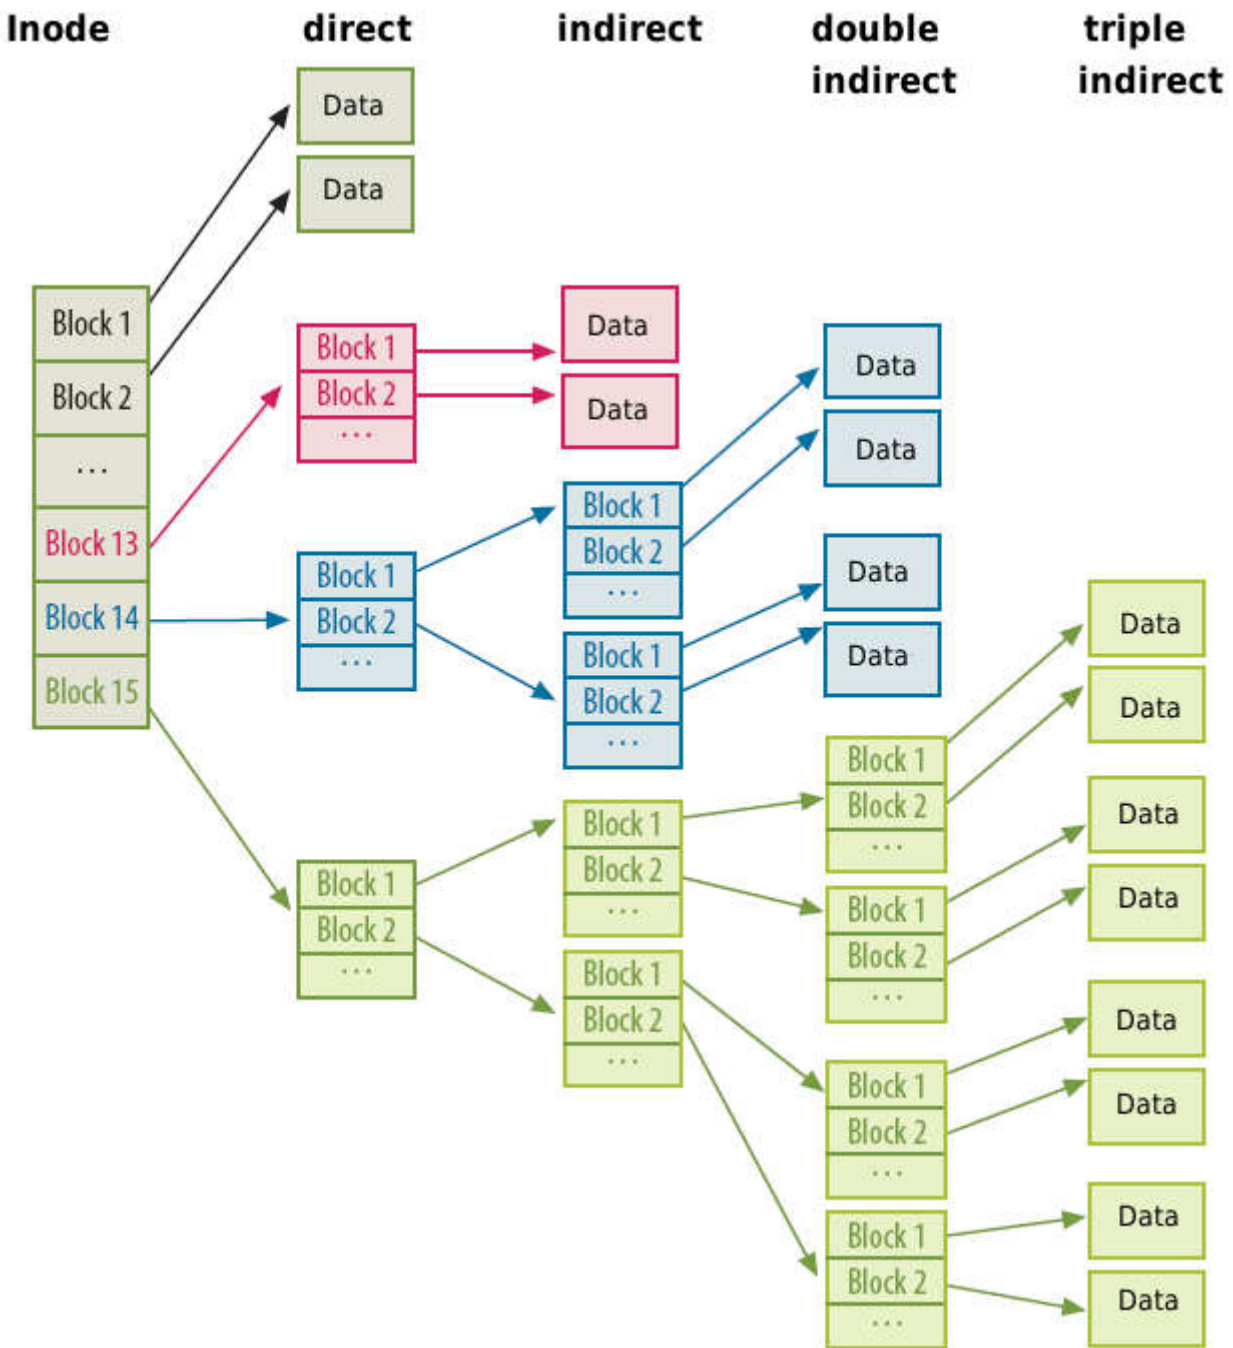 Inode
direct
indirect
double
indirect
triple
indirect
Data
Data
Block 1
Block 2
...
Block 13
Block 14
Block 15
Block 1
Block 2
...
Data
Data
Block 1
Block 2
...
Block 1
Block 2
...
Block 1
Block 2
...
Data
Data
Data
Data
Block 1
Block 2
...
Block 1
Block 2
...
Block 1
Block 2
...
Block 1
Block 2
...
Block 1
Block 2
...
Block 1
Block 2
...
Block 1
Block 2
...
Data
Data
Data
Data
Data
Data
Data
Data